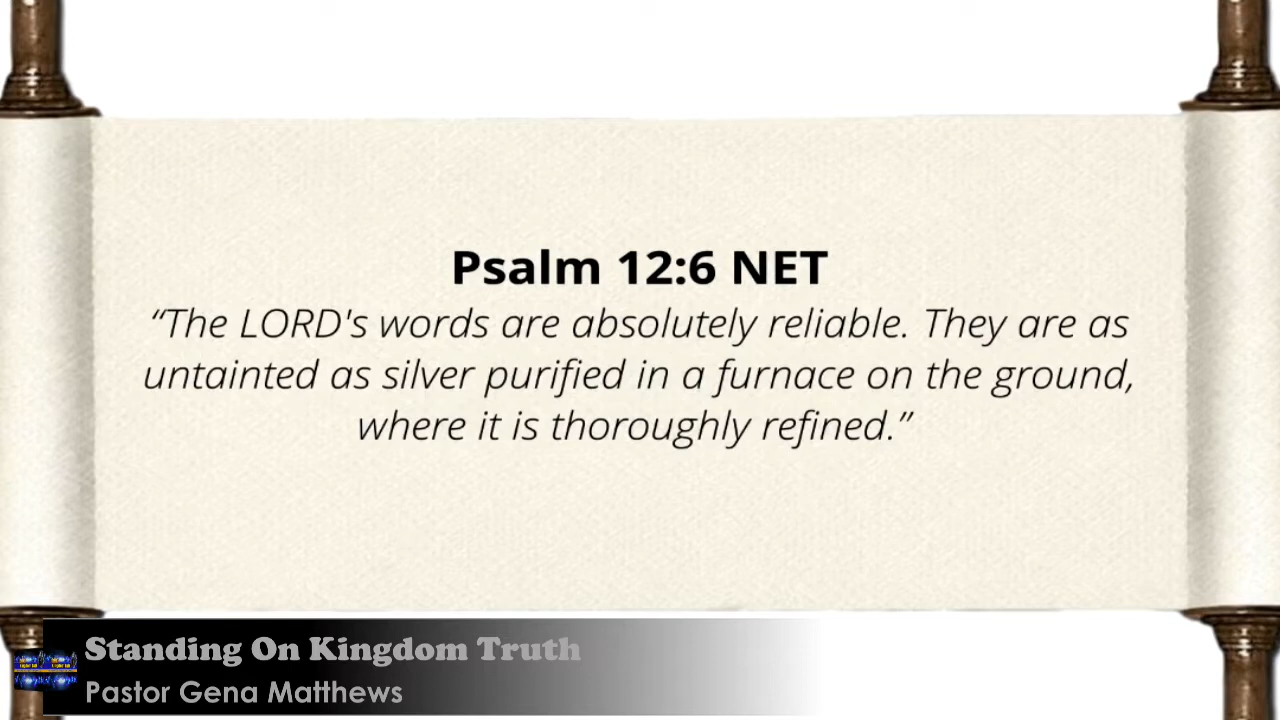 Psalm 12:6 NET
“The LORD's words are absolutely reliable. They are as
untainted as silver purified in a furnace on the ground,
where it is thoroughly refined.”
Standing On Kingdom Truth
Pastor Gena Matthews